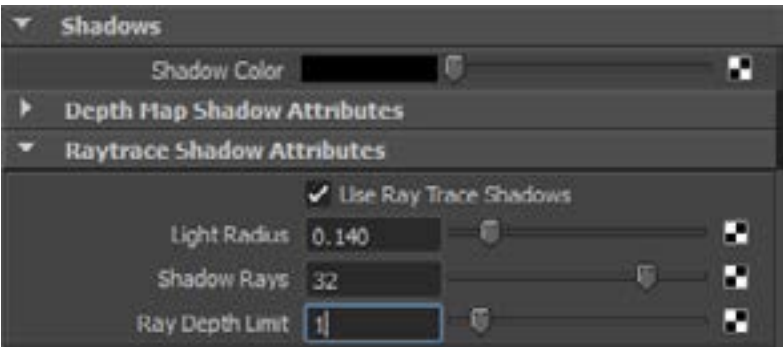 Shadows
Shadow Color
Depth Map Shadow Attributes
Raytrace Shadow Attributes
Use Ray Trace Shadows
Light Radius 0.140
Shadow Rays 32
Ray Depth Limit 1